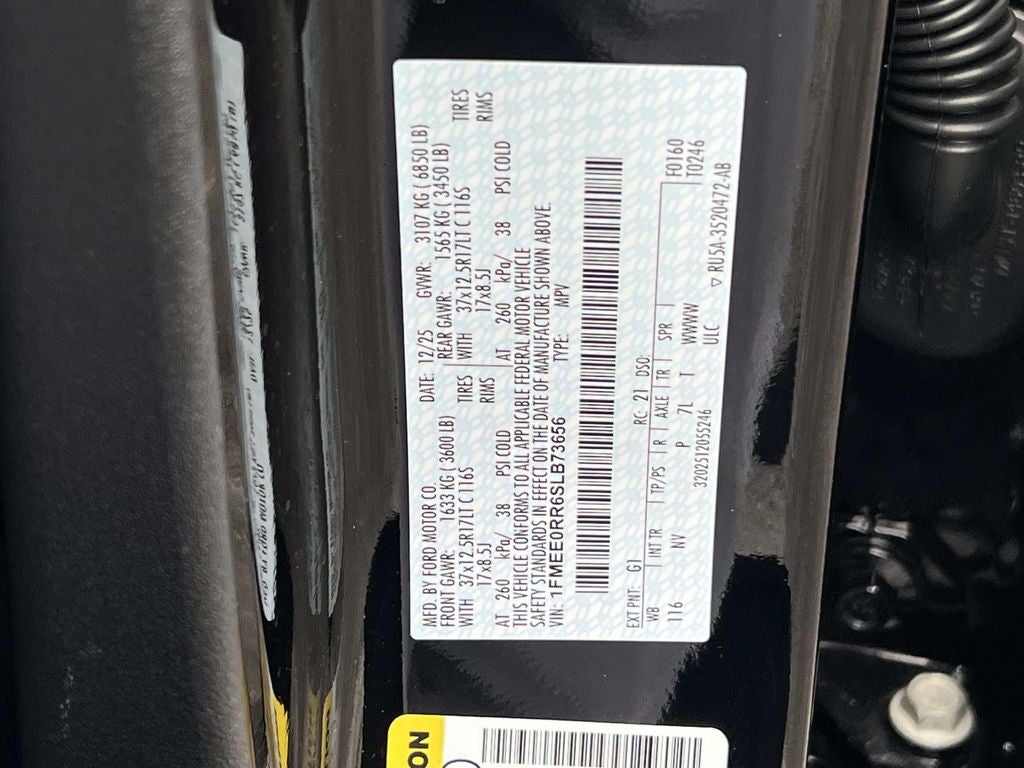 MFD. BY FORD MOTOR CO.
DATE: 12/25 GVWR: 3107 KG ( 6850 LB)
FRONT GAWR: 1633 KG ( 3600 LB) REAR GAWR: 1565 KG ( 3450 LB)
WITH: 37x12.5R17LT C 116S TIRES WITH 37x12.5R17LT C 116S TIRES
17x8.5J RIMS 17x8.5J RIMS
AT 260 kPa/ 38 PSI COLD AT 260 kPa/ 38 PSI COLD
THIS VEHICLE CONFORMS TO ALL APPLICABLE FEDERAL MOTOR VEHICLE
SAFETY STANDARDS IN EFFECT ON THE DATE OF MANUFACTURE SHOWN ABOVE.
VIN: 1FMEE0RR6SLB73656 TYPE: MPV
EXT PNT: G1 RC: 21 DSO: F0160
WB INT TR TP/PS R AXLE TR SPR T0246
116 NV P 7L T WWWW
3202512055246 ULC
▽ RU5A-3520472-AB
ON